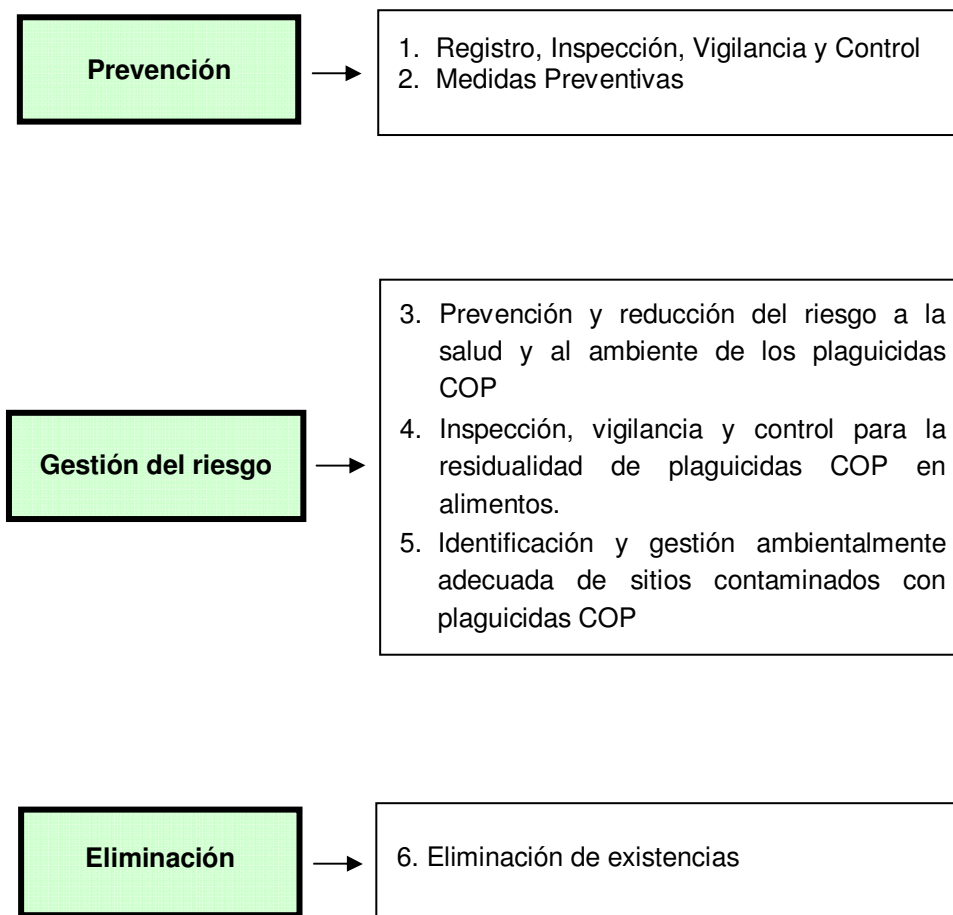 Prevención
1. Registro, Inspección, Vigilancia y Control
2. Medidas Preventivas
Gestión del riesgo
3. Prevención y reducción del riesgo a la
salud y al ambiente de los plaguicidas
COP
4. Inspección, vigilancia y control para la
residualidad de plaguicidas COP en
alimentos.
5. Identificación y gestión ambientalmente
adecuada de sitios contaminados con
plaguicidas COP
Eliminación
6. Eliminación de existencias